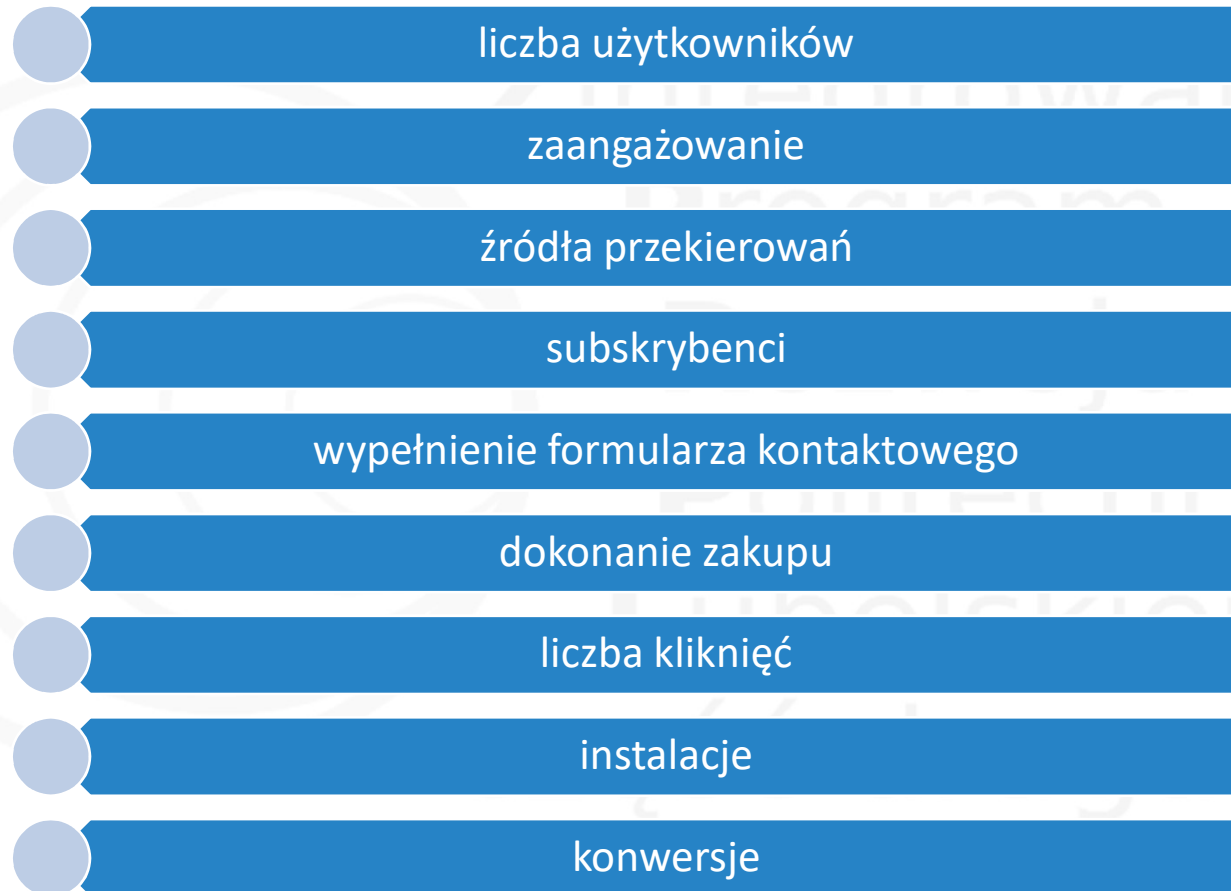 liczba użytkowników
zaangażowanie
źródła przekierowań
subskrybenci
wypełnienie formularza kontaktowego
dokonanie zakupu
liczba kliknięć
instalacje
konwersje